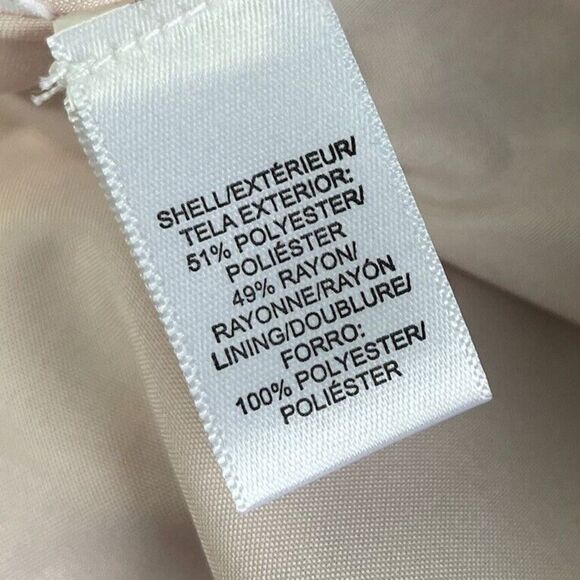 SHELL/EXTÉRIEUR/
TELA EXTERIOR:
51% POLYESTER/
POLIÉSTER
49% RAYON/
RAYONNE/RAYÓN
LINING/DOUBLURE/
FORRO:
100% POLYESTER/
POLIÉSTER